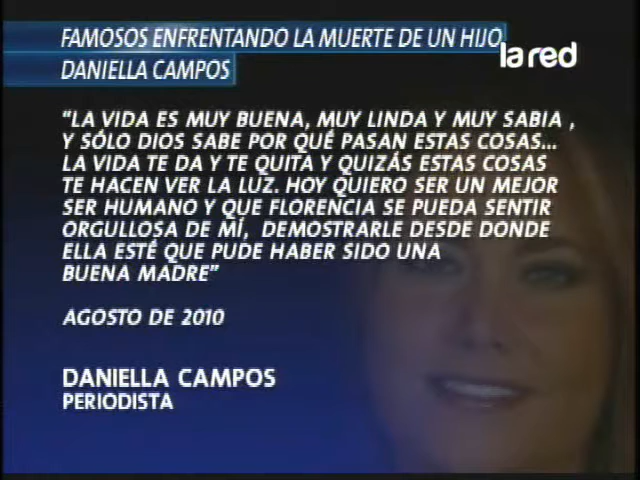 FAMOSOS ENFRENTANDO LA MUERTE DE UN HIJO
la red
DANIELLA CAMPOS
"LA VIDA ES MUY BUENA, MUY LINDA Y MUY SABIA ,
Y SÓLO DIOS SABE POR QUÉ PASAN ESTAS COSAS...
LA VIDA TE DA Y TE QUITA Y QUIZÁS ESTAS COSAS
TE HACEN VER LA LUZ. HOY QUIERO SER UN MEJOR
SER HUMANO Y QUE FLORENCIA SE PUEDA SENTIR
ORGULLOSA DE MÍ, DEMOSTRARLE DESDE DONDE
ELLA ESTÉ QUE PUDE HABER SIDO UNA
BUENA MADRE"
AGOSTO DE 2010
DANIELLA CAMPOS
PERIODISTA